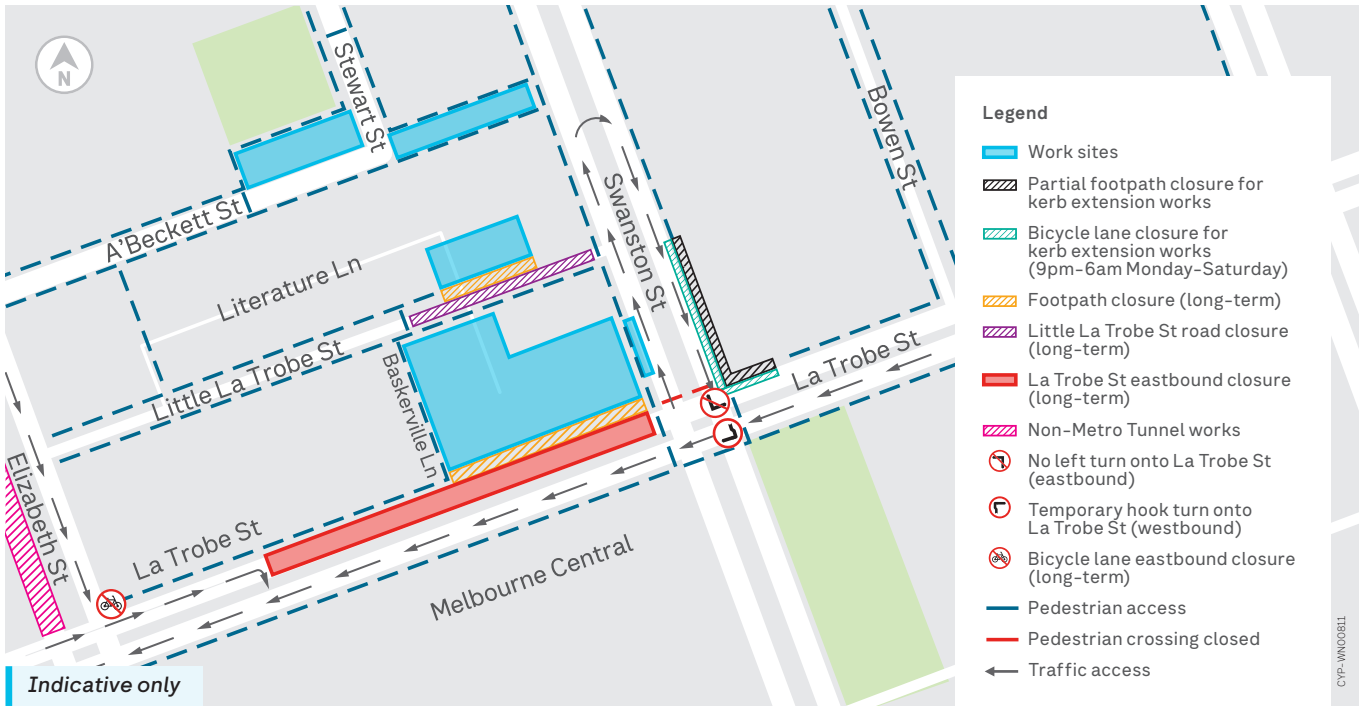 N
Stewart St
A'Beckett St
Literature Ln
Little La Trobe St
Baskerville Ln
Swanston St
Bowen St
La Trobe St
Elizabeth St
La Trobe St
Melbourne Central
Indicative only
Legend
Work sites
Partial footpath closure for
kerb extension works
Bicycle lane closure for
kerb extension works
(9pm-6am Monday-Saturday)
Footpath closure (long-term)
Little La Trobe St road closure
(long-term)
La Trobe St eastbound closure
(long-term)
Non-Metro Tunnel works
No left turn onto La Trobe St
(eastbound)
Temporary hook turn onto
La Trobe St (westbound)
Bicycle lane eastbound closure
(long-term)
Pedestrian access
Pedestrian crossing closed
Traffic access
CYP-WN00811